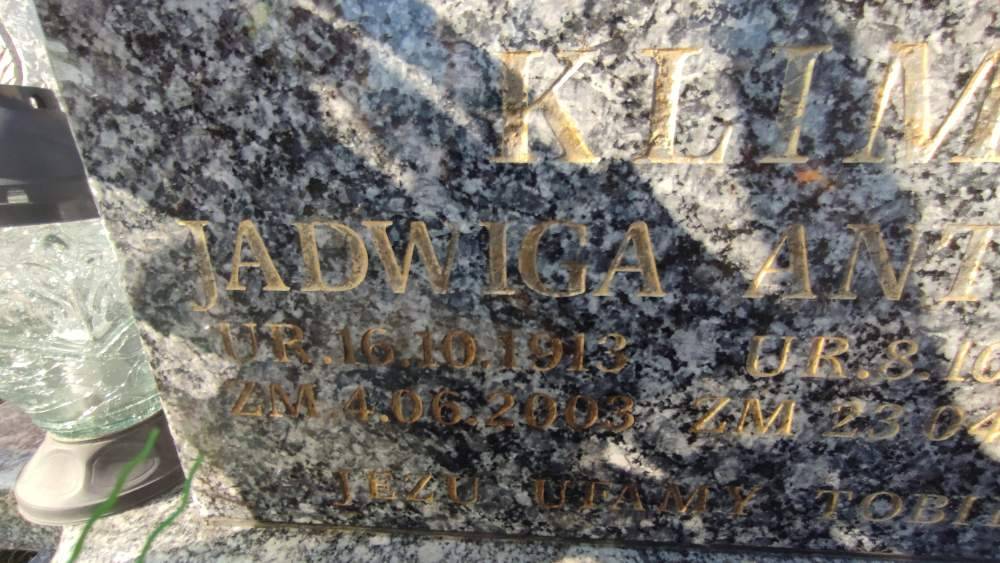 KLIM
JADWIGA ANT
UR.16.10.1913 UR.8.10
ZM 4.06.2003 ZM 23 04
JEZU UFAMY TOBI